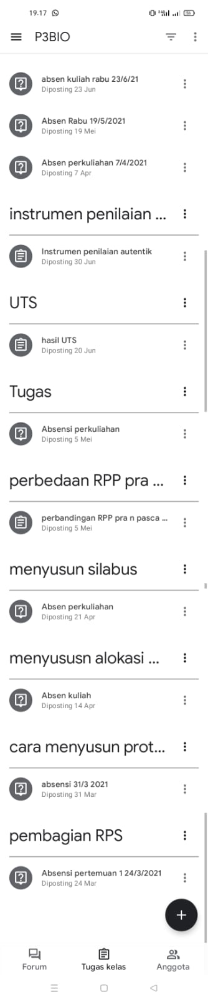 19.17
56
P3BIO
absen kuliah rabu 23/6/21
Diposting 23 Jun
Absen Rabu 19/5/2021
Diposting 19 Mei
Absen perkuliahan 7/4/2021
Diposting 7 Apr
instrumen penilaian ...
Instrumen penilaian autentik
Diposting 30 Jun
UTS
hasil UTS
Diposting 20 Jun
Tugas
Absensi perkuliahan
Diposting 5 Mei
perbedaan RPP pra ...
perbandingan RPP pra n pasca ...
Diposting 5 Mei
menyusun silabus
Absen perkuliahan
Diposting 21 Apr
menyususn alokasi ...
Absen kuliah
Diposting 14 Apr
cara menyusun prot...
absensi 31/3 2021
Diposting 31 Mar
pembagian RPS
Absensi pertemuan 1 24/3/2021
Diposting 24 Mar
Forum
Tugas kelas
Anggota